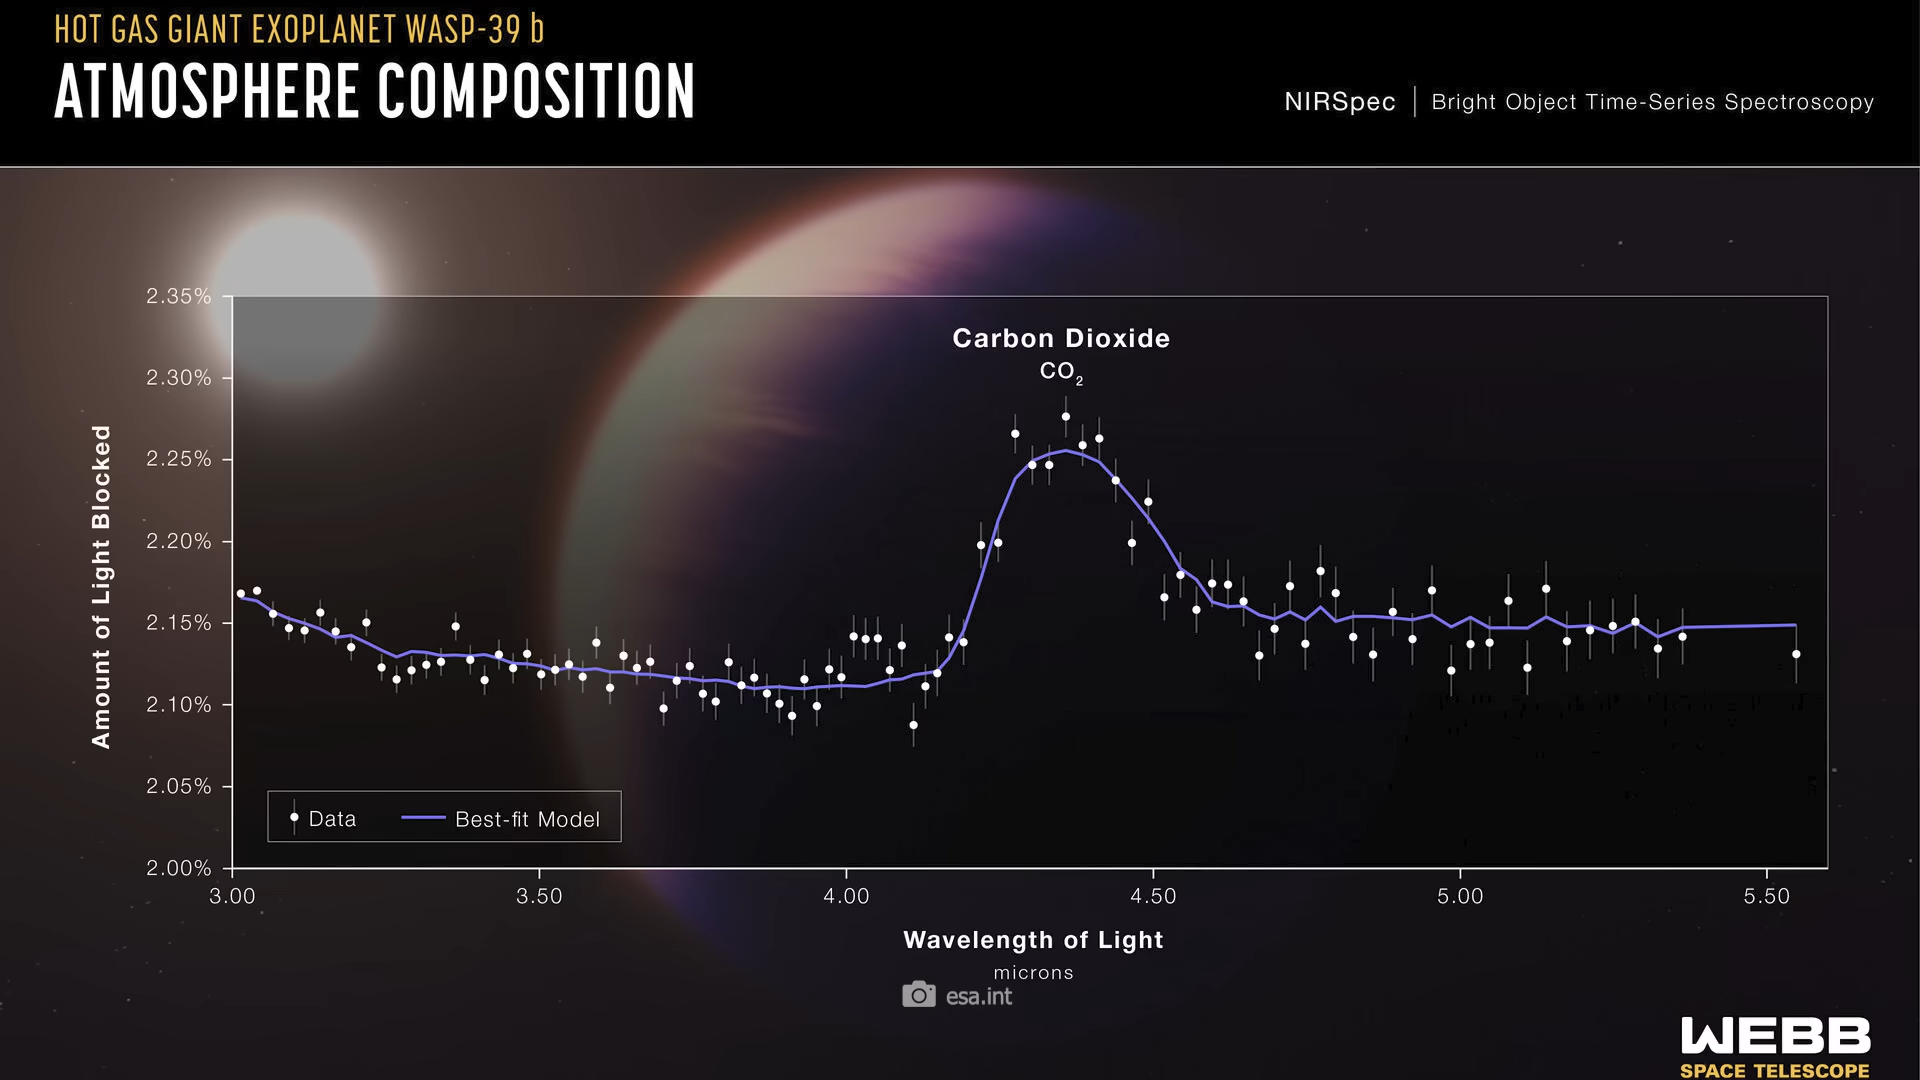 HOT GAS GIANT EXOPLANET WASP-39 b
ATMOSPHERE COMPOSITION
NIRSpec | Bright Object Time-Series Spectroscopy
Amount of Light Blocked
2.35%
2.30%
2.25%
2.20%
2.15%
2.10%
2.05%
2.00%
Carbon Dioxide
CO₂
Data
Best-fit Model
3.00 3.50 4.00 4.50 5.00 5.50
Wavelength of Light
microns
esa.int
WEBB
SPACE TELESCOPE